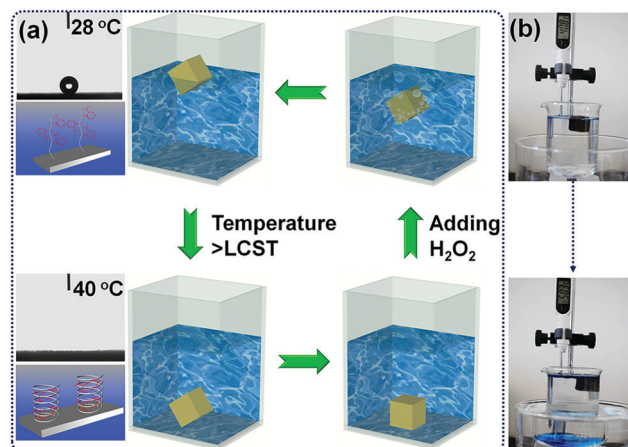 (a)
28 °C
(b)
Temperature
>LCST
Adding
H₂O₂
40 °C